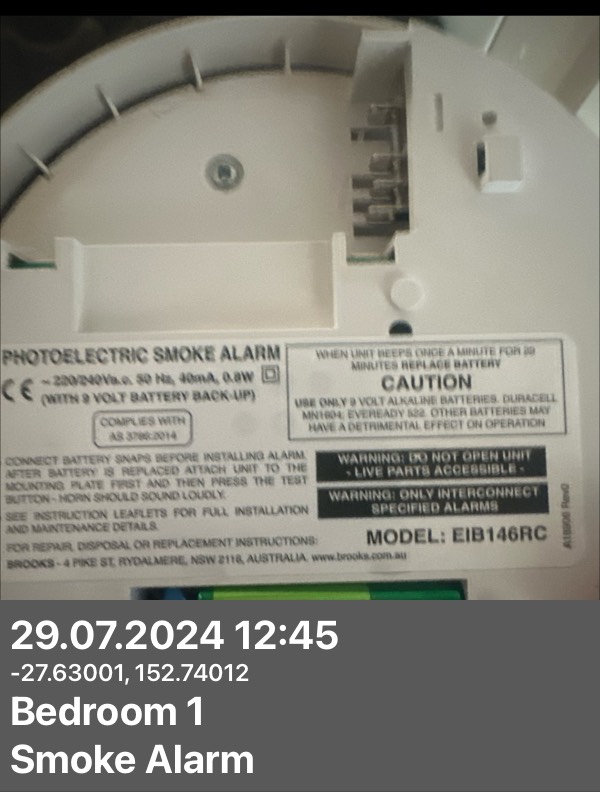 PHOTOELECTRIC SMOKE ALARM
CE ~ 220/240Va.c. 50 Hz, 40mA, 0.8W
(WITH 9 VOLT BATTERY BACK-UP)
COMPLIES WITH
AS 3786:2014
WHEN UNIT BEEPS ONCE A MINUTE FOR 20
MINUTES REPLACE BATTERY
CAUTION
USE ONLY 9 VOLT ALKALINE BATTERIES. DURACELL
MN1604, EVEREADY 522. OTHER BATTERIES MAY
HAVE A DETRIMENTAL EFFECT ON OPERATION
CONNECT BATTERY SNAPS BEFORE INSTALLING ALARM.
AFTER BATTERY IS REPLACED ATTACH UNIT TO THE
MOUNTING PLATE FIRST AND THEN PRESS THE TEST
BUTTON - HORN SHOULD SOUND LOUDLY.
SEE INSTRUCTION LEAFLETS FOR FULL INSTALLATION
AND MAINTENANCE DETAILS.
WARNING: DO NOT OPEN UNIT
- LIVE PARTS ACCESSIBLE -
WARNING: ONLY INTERCONNECT
SPECIFIED ALARMS
FOR REPAIR, DISPOSAL OR REPLACEMENT INSTRUCTIONS:
MODEL: EIB146RC
BROOKS - 4 PIKE ST, RYDALMERE, NSW 2116, AUSTRALIA. www.brooks.com.au
29.07.2024 12:45
-27.63001, 152.74012
Bedroom 1
Smoke Alarm